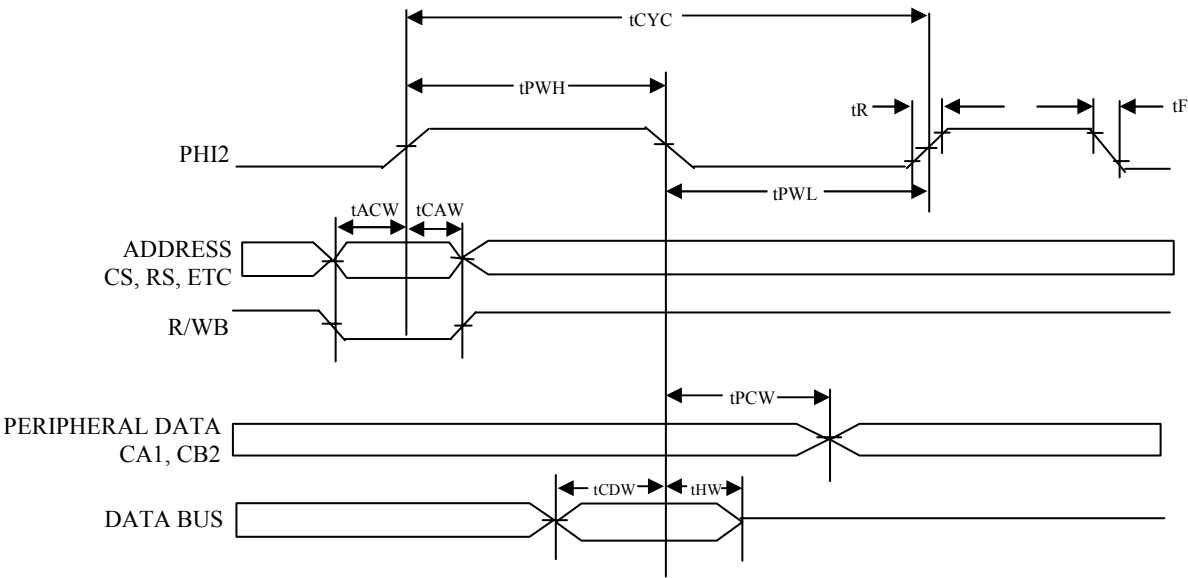 tCYC
tPWH
tR
tF
PHI2
tPWL
tACW
tCAW
ADDRESS
CS, RS, ETC
R/WB
tPCW
PERIPHERAL DATA
CA1, CB2
tCDW
tHW
DATA BUS